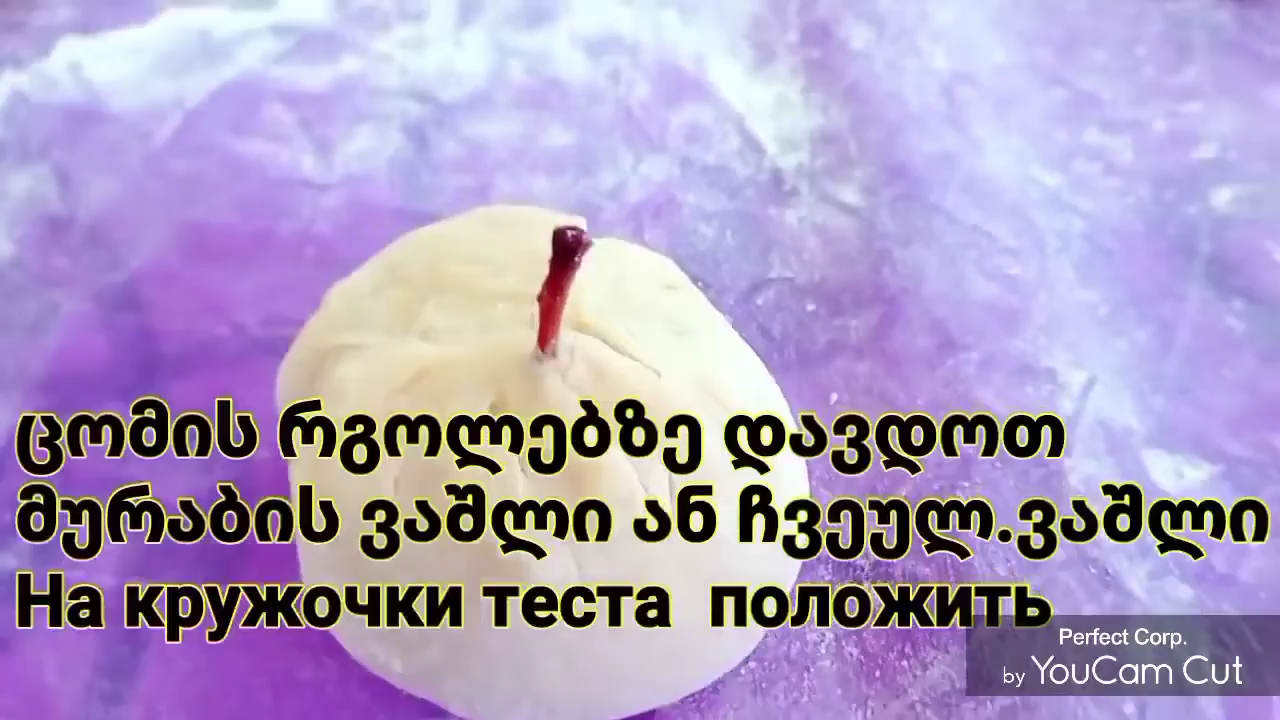 ცომის რგოლებზე დავდოთ
მურაბის ვაშლი ან ჩვეულ.ვაშლი
На кружочки теста  положить
Perfect Corp.
by YouCam Cut